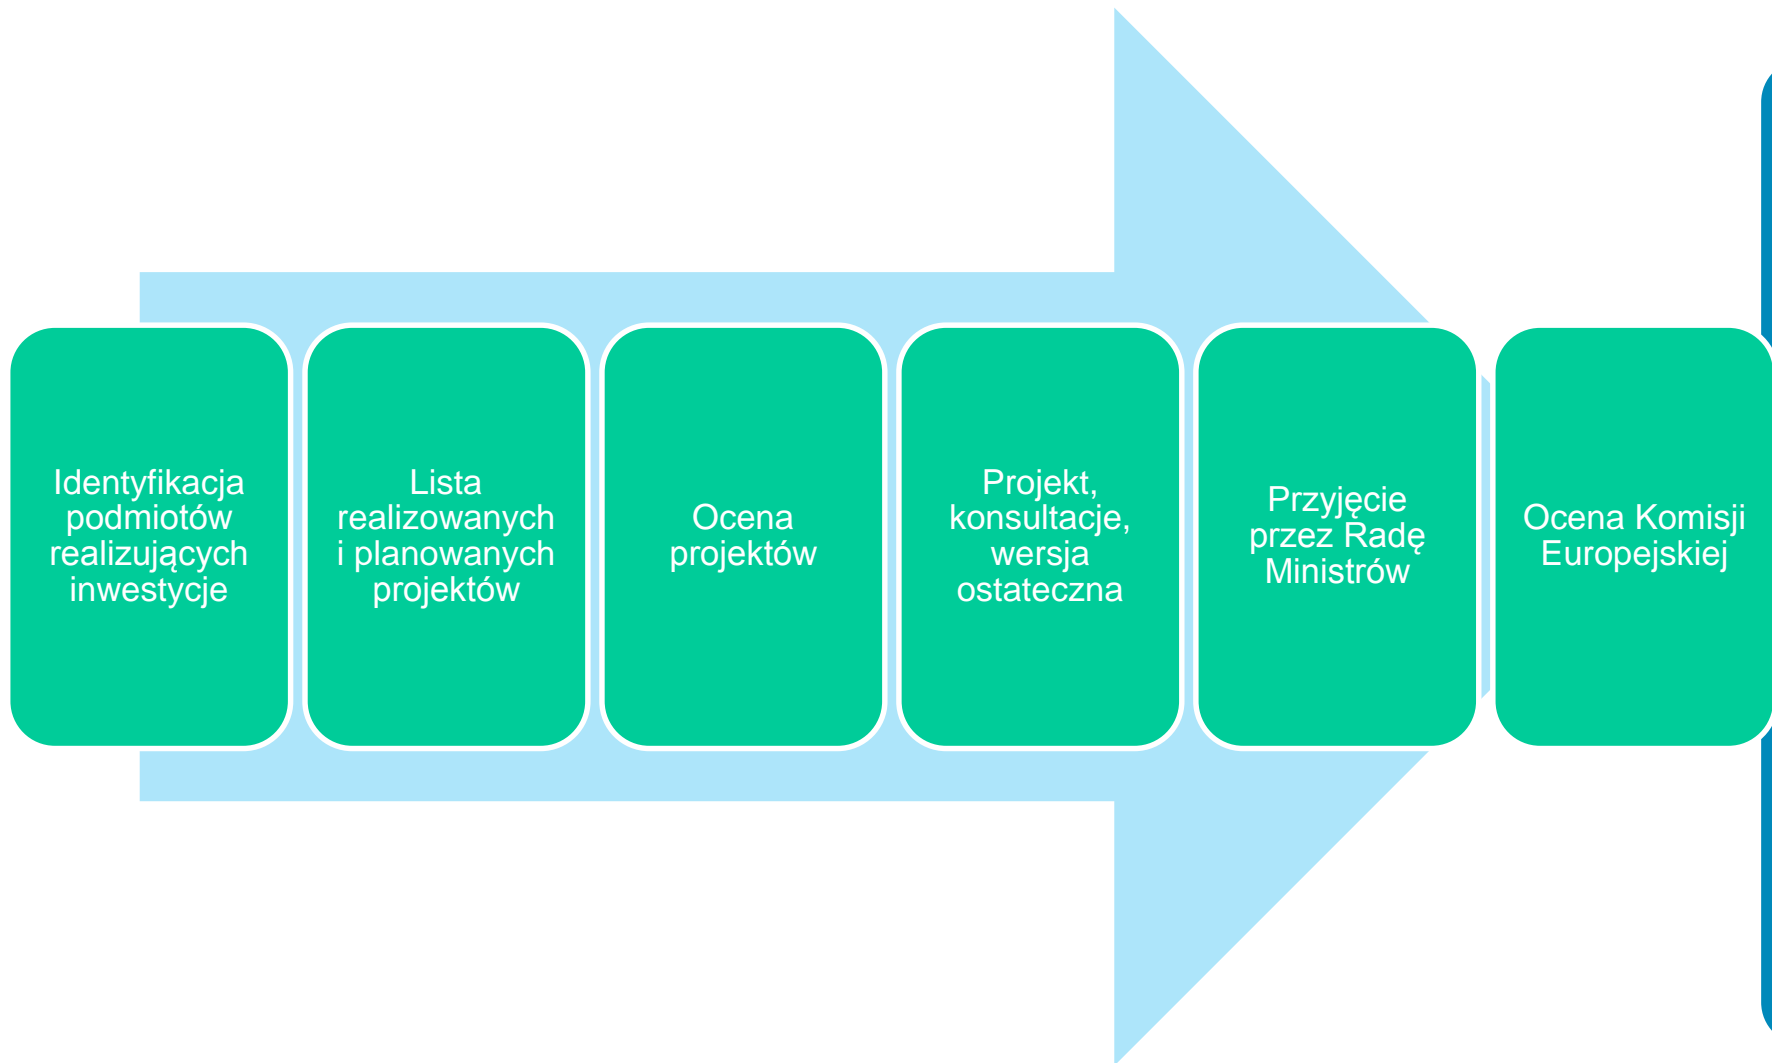 Identyfikacja
podmiotów
realizujących
inwestycje
Lista
realizowanych
i planowanych
projektów
Ocena
projektów
Projekt,
konsultacje,
wersja
ostateczna
Przyjęcie
przez Radę
Ministrów
Ocena Komisji
Europejskiej